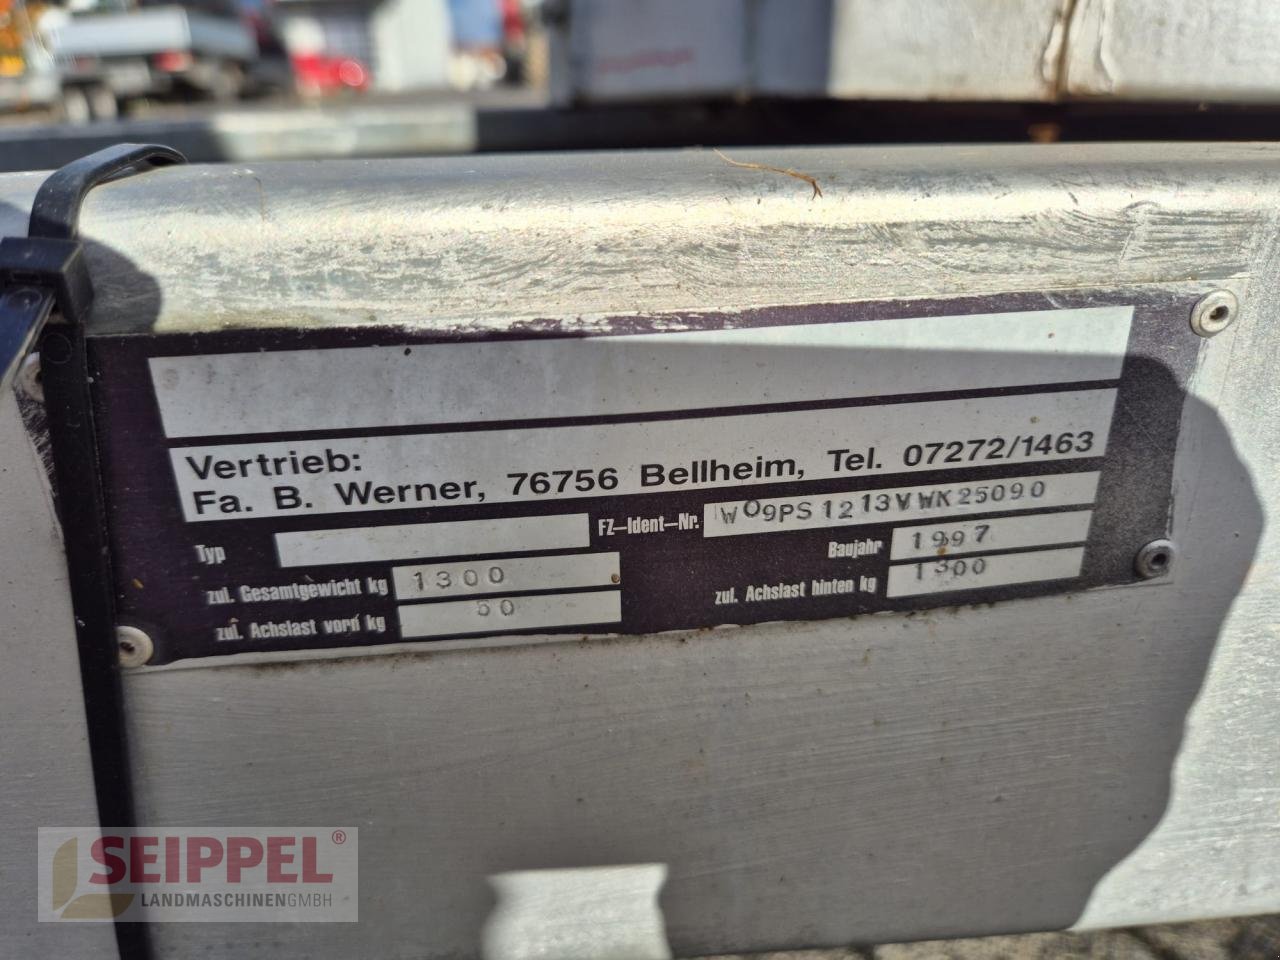 Vertrieb:
Fa. B. Werner, 76756 Bellheim, Tel. 07272/1463
FZ-Ident-Nr. W09PS1213VWK25090
Typ
Baujahr 1997
zul. Gesamtgewicht kg 1300
zul. Achslast hinten kg 1300
zul. Achslast vorn kg 50
SEIPPEL®
LANDMASCHINENGMBH